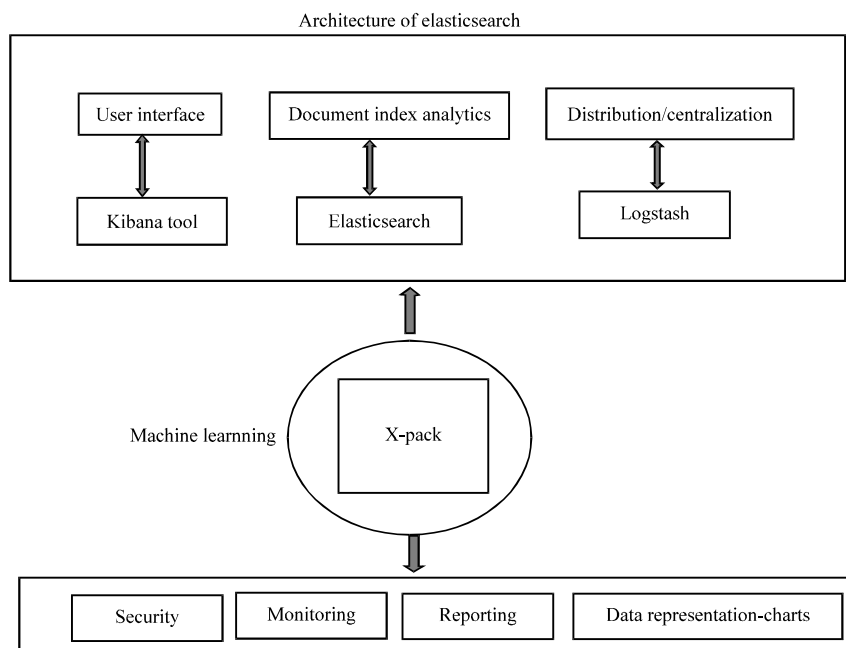 Architecture of elasticsearch
User interface
Document index analytics
Distribution/centralization
Kibana tool
Elasticsearch
Logstash
Machine learnning
X-pack
Security
Monitoring
Reporting
Data representation-charts